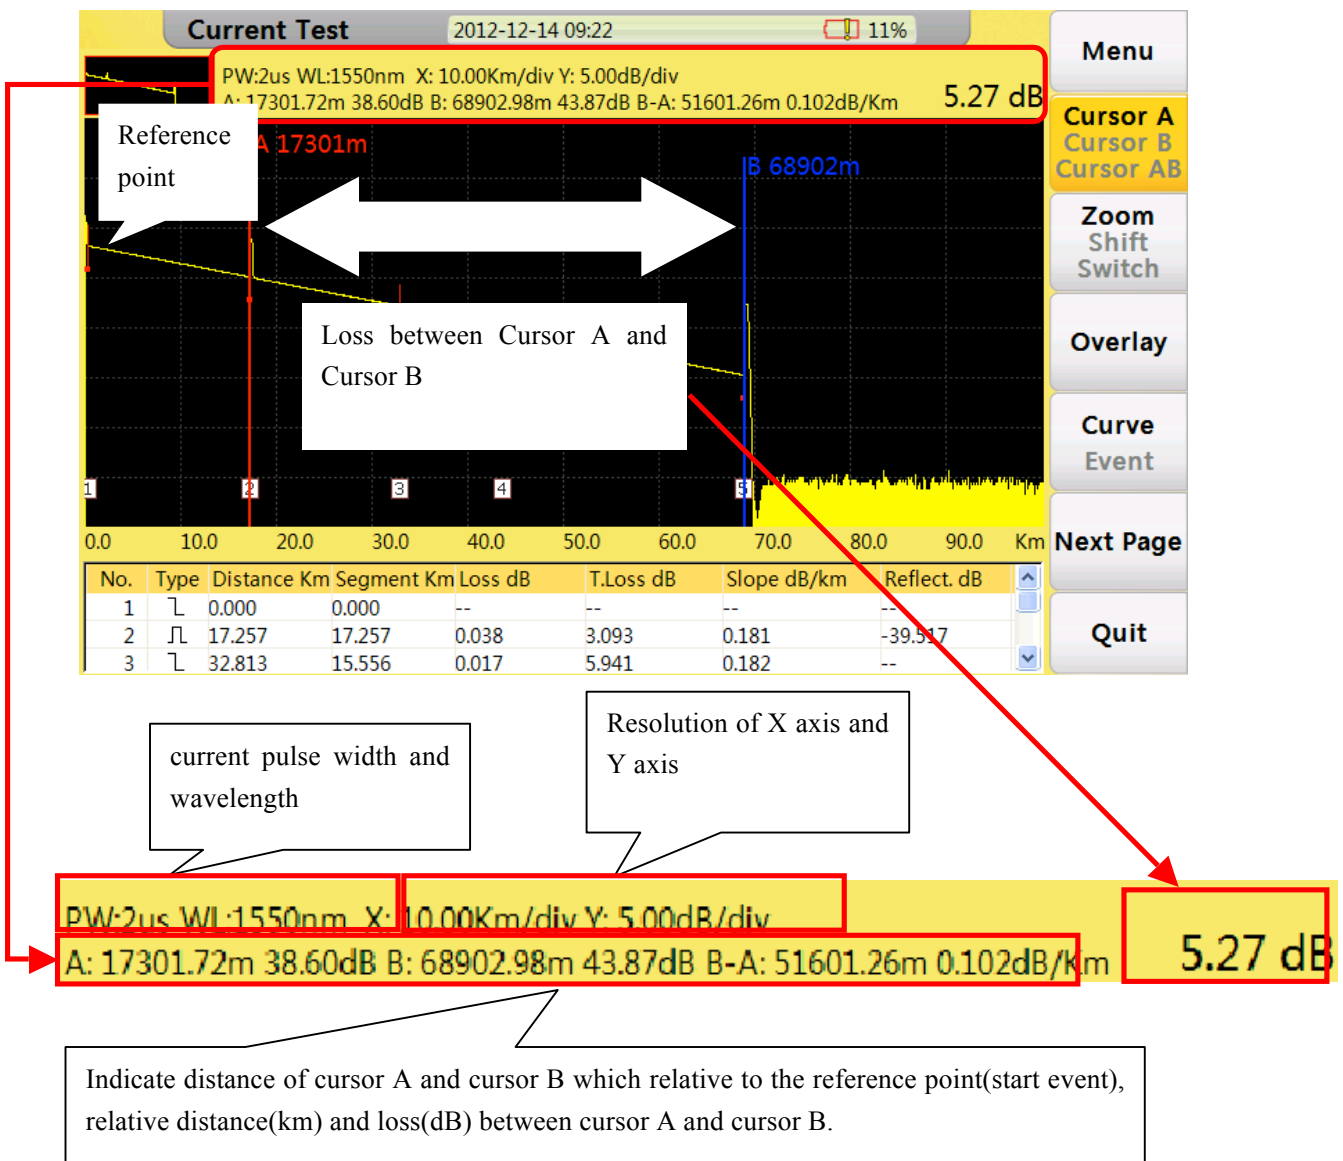 Current Test 2012-12-14 09:22 11%
Menu
PW:2us WL:1550nm X: 10.00Km/div Y: 5.00dB/div
A: 17301.72m 38.60dB B: 68902.98m 43.87dB B-A: 51601.26m 0.102dB/Km 5.27 dB
Cursor A
Cursor B
Cursor AB
Reference
point
A 17301m
B 68902m
Zoom
Shift
Switch
Loss between Cursor A and
Cursor B
Overlay
Curve
Event
1 2 3 4 5
0.0 10.0 20.0 30.0 40.0 50.0 60.0 70.0 80.0 90.0 Km
Next Page
No. Type Distance Km Segment Km Loss dB T.Loss dB Slope dB/km Reflect. dB
1 0.000 0.000 -- -- -- --
2 17.257 17.257 0.038 3.093 0.181 -39.517
3 32.813 15.556 0.017 5.941 0.182 --
Quit
current pulse width and
wavelength
Resolution of X axis and
Y axis
PW:2us WL:1550nm X: 10.00Km/div Y: 5.00dB/div
A: 17301.72m 38.60dB B: 68902.98m 43.87dB B-A: 51601.26m 0.102dB/Km 5.27 dB
Indicate distance of cursor A and cursor B which relative to the reference point(start event),
relative distance(km) and loss(dB) between cursor A and cursor B.